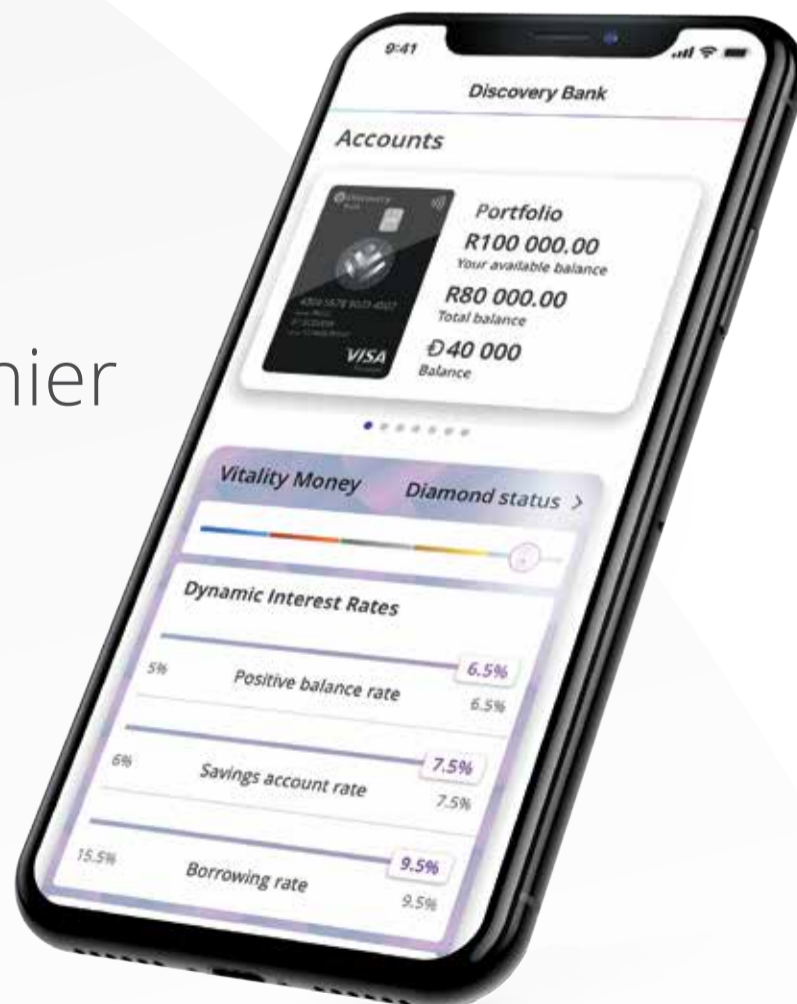 nier
9:41
Discovery Bank
Accounts
Discovery
Portfolio
R100 000.00
Your available balance
R80 000.00
Total balance
VISA
Đ40 000
Balance
Vitality Money Diamond status >
Dynamic Interest Rates
6.5%
5% Positive balance rate 6.5%
7.5%
6% Savings account rate 7.5%
9.5%
15.5% Borrowing rate 9.5%